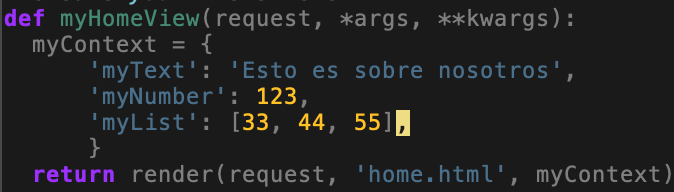 def myHomeView(request, *args, **kwargs):
  myContext = {
      'myText': 'Esto es sobre nosotros',
      'myNumber': 123,
      'myList': [33, 44, 55],
      }
  return render(request, 'home.html', myContext)